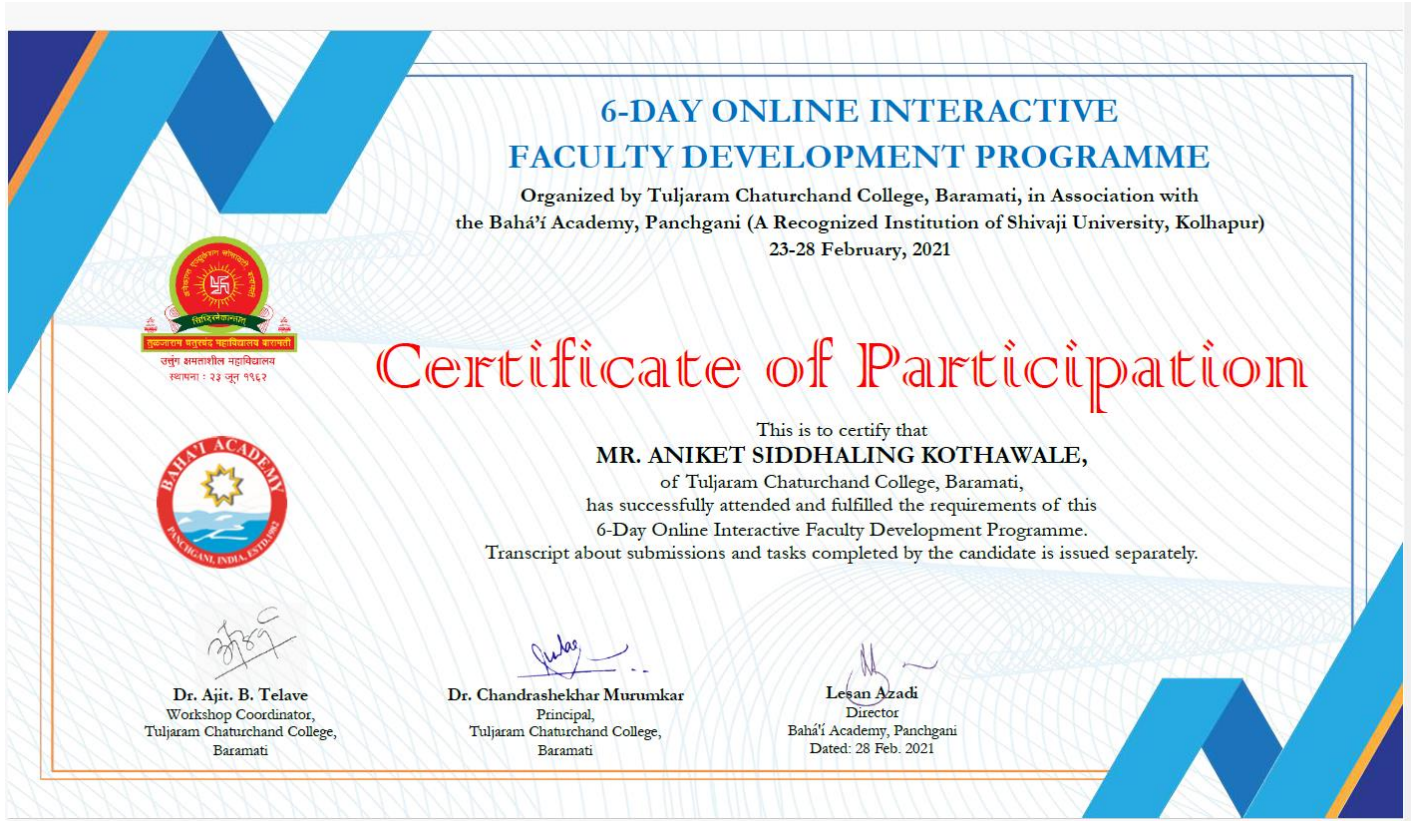 6-DAY ONLINE INTERACTIVE
FACULTY DEVELOPMENT PROGRAMME
Organized by Tuljaram Chaturchand College, Baramati, in Association with
the Bahá’í Academy, Panchgani (A Recognized Institution of Shivaji University, Kolhapur)
23-28 February, 2021
तुळजाराम चतुरचंद महाविद्यालय बारामती
उत्तुंग क्षमताशील महाविद्यालय
स्थापना : २३ जून १९६२
Certificate of Participation
BAHA'I ACADEMY
PANCHGANI, INDIA, ESTD.1982
This is to certify that
MR. ANIKET SIDDHALING KOTHAWALE,
of Tuljaram Chaturchand College, Baramati,
has successfully attended and fulfilled the requirements of this
6-Day Online Interactive Faculty Development Programme.
Transcript about submissions and tasks completed by the candidate is issued separately.
Dr. Ajit. B. Telave
Workshop Coordinator,
Tuljaram Chaturchand College,
Baramati
Dr. Chandrashekhar Murumkar
Principal,
Tuljaram Chaturchand College,
Baramati
Lesan Azadi
Director
Bahá’í Academy, Panchgani
Dated: 28 Feb. 2021